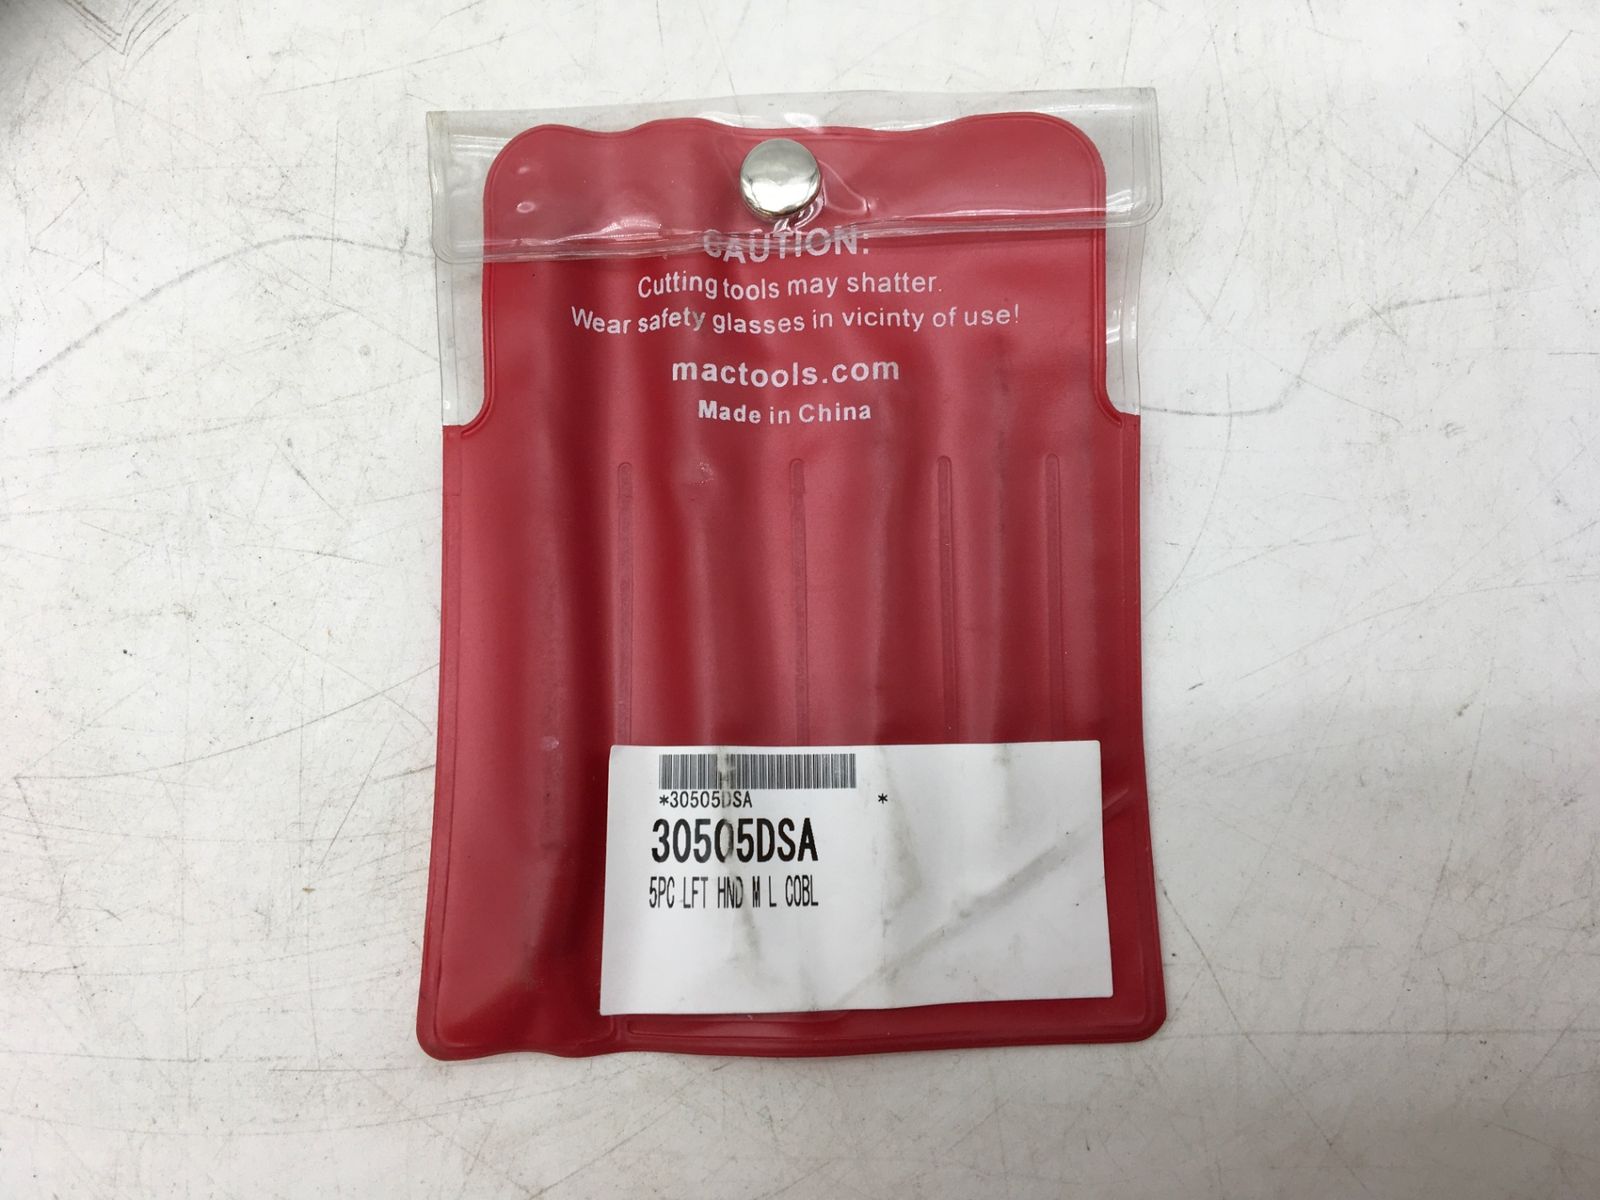 CAUTION:
Cutting tools may shatter.
Wear safety glasses in vicinty of use!
mactools.com
Made in China
*30505DSA *
30505DSA
5PC LFT HND M L COBL